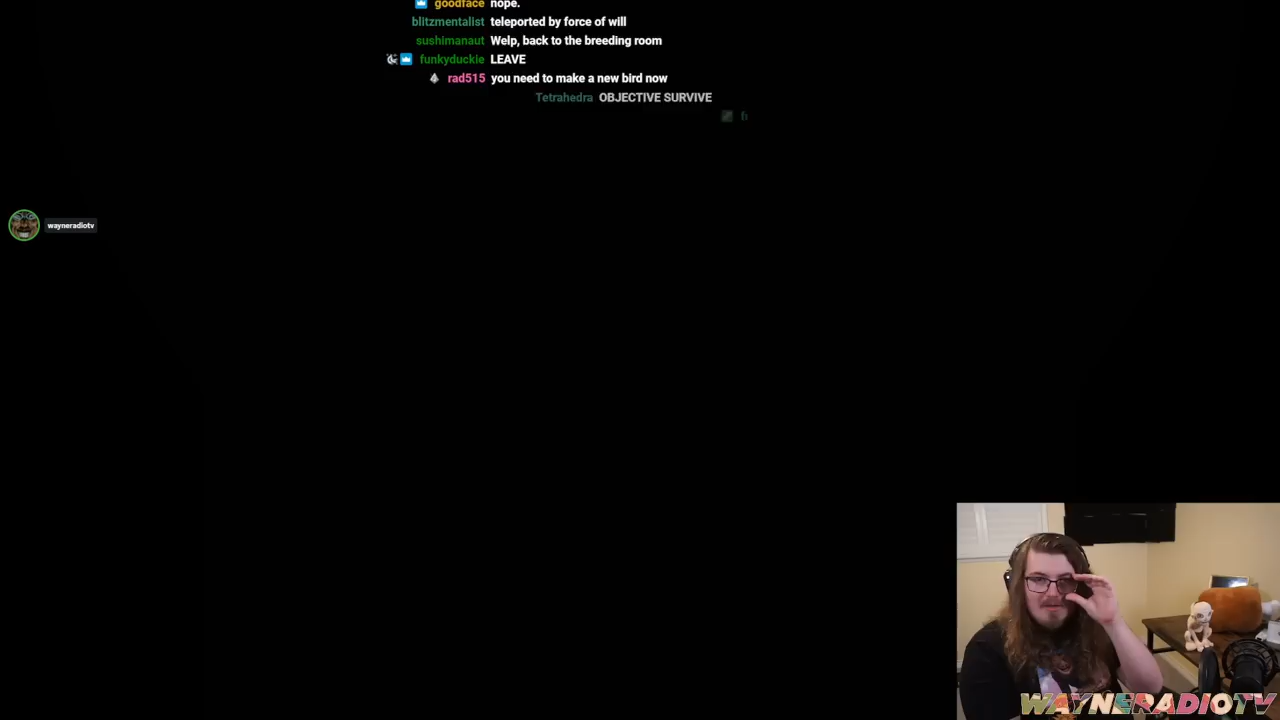 goodface nope.
blitzmentalist teleported by force of will
sushimanaut Welp, back to the breeding room
funkyduckie LEAVE
rad515 you need to make a new bird now
Tetrahedra OBJECTIVE SURVIVE
wayneradiotv
WAYNERADIOTV